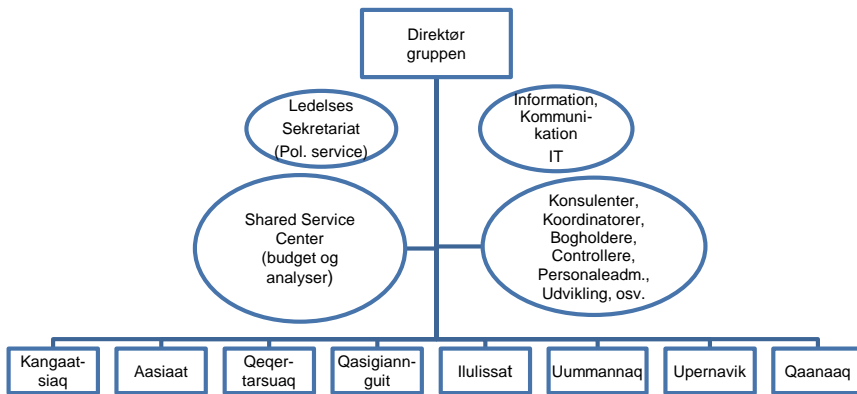 Direktør
gruppen
Ledelses
Sekretariat
(Pol. service)
Information,
Kommuni-
kation
IT
Shared Service
Center
(budget og
analyser)
Konsulenter,
Koordinatorer,
Bogholdere,
Controllere,
Personaleadm.,
Udvikling, osv.
Kangaat-
siaq
Aasiaat
Qeqer-
tarsuaq
Qasigiann-
guit
Ilulissat
Uummannaq
Upernavik
Qaanaaq